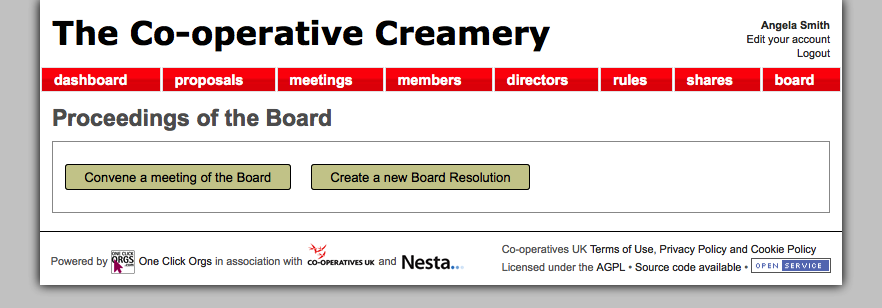 The Co-operative Creamery
Angela Smith
Edit your account
Logout
dashboard proposals meetings members directors rules shares board
Proceedings of the Board
Convene a meeting of the Board Create a new Board Resolution
Powered by ONE CLICK ORGS .COM One Click Orgs in association with CO-OPERATIVES UK and Nesta...
Co-operatives UK Terms of Use, Privacy Policy and Cookie Policy
Licensed under the AGPL • Source code available • OPEN SERVICE